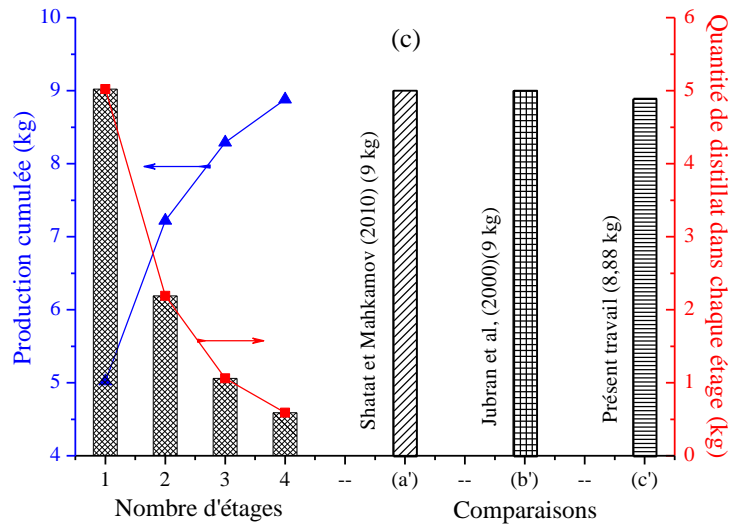 (c)
Production cumulée (kg)
10
9
8
7
6
5
4
Quantité de distillat dans chaque étage (kg)
6
5
4
3
2
1
0
Shatat et Mahkamov (2010) (9 kg)
Jubran et al, (2000)(9 kg)
Présent travail (8,88 kg)
1 2 3 4 -- (a') -- (b') -- (c')
Nombre d'étages
Comparaisons